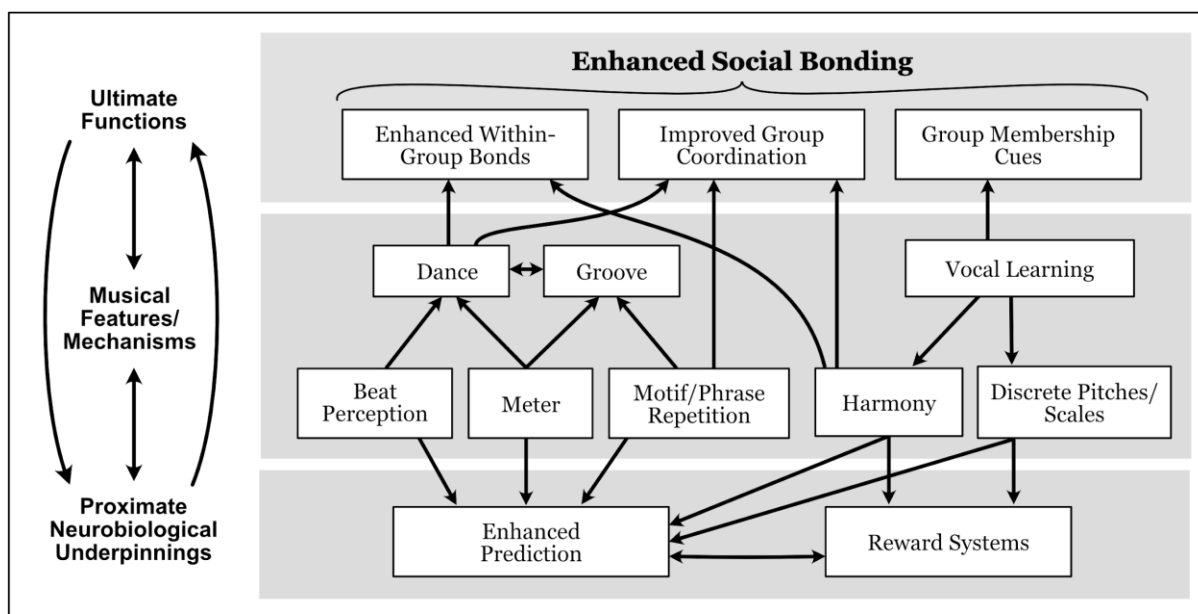 Enhanced Social Bonding
Ultimate
Functions
Enhanced Within-
Group Bonds
Improved Group
Coordination
Group Membership
Cues
Musical
Features/
Mechanisms
Dance
Groove
Vocal Learning
Beat
Perception
Meter
Motif/Phrase
Repetition
Harmony
Discrete Pitches/
Scales
Proximate
Neurobiological
Underpinnings
Enhanced
Prediction
Reward Systems